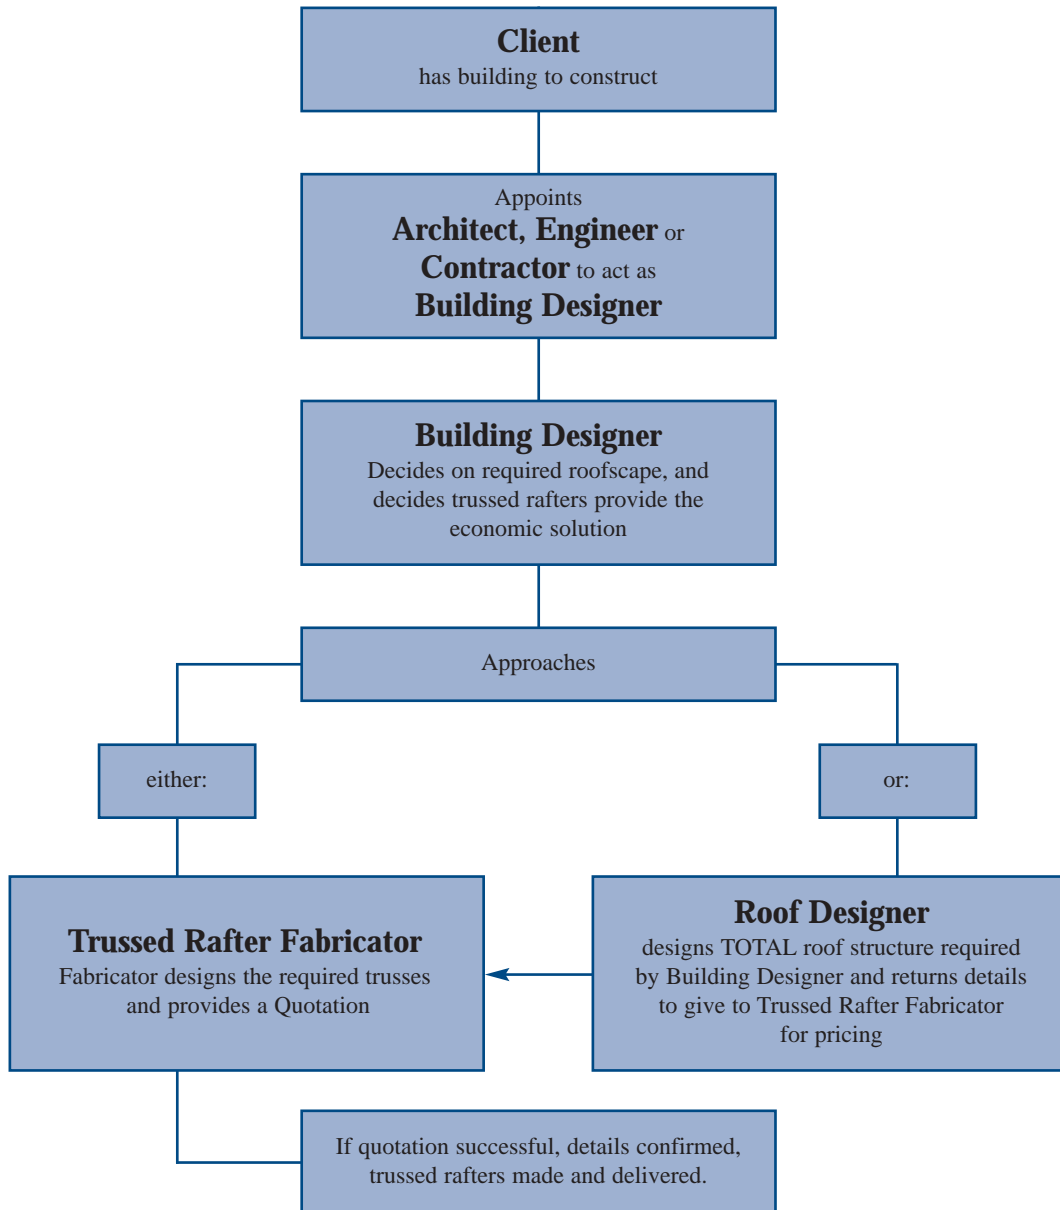 Client
has building to construct
Appoints
Architect, Engineer or
Contractor to act as
Building Designer
Building Designer
Decides on required roofscape, and
decides trussed rafters provide the
economic solution
Approaches
either:
or:
Trussed Rafter Fabricator
Fabricator designs the required trusses
and provides a Quotation
Roof Designer
designs TOTAL roof structure required
by Building Designer and returns details
to give to Trussed Rafter Fabricator
for pricing
If quotation successful, details confirmed,
trussed rafters made and delivered.